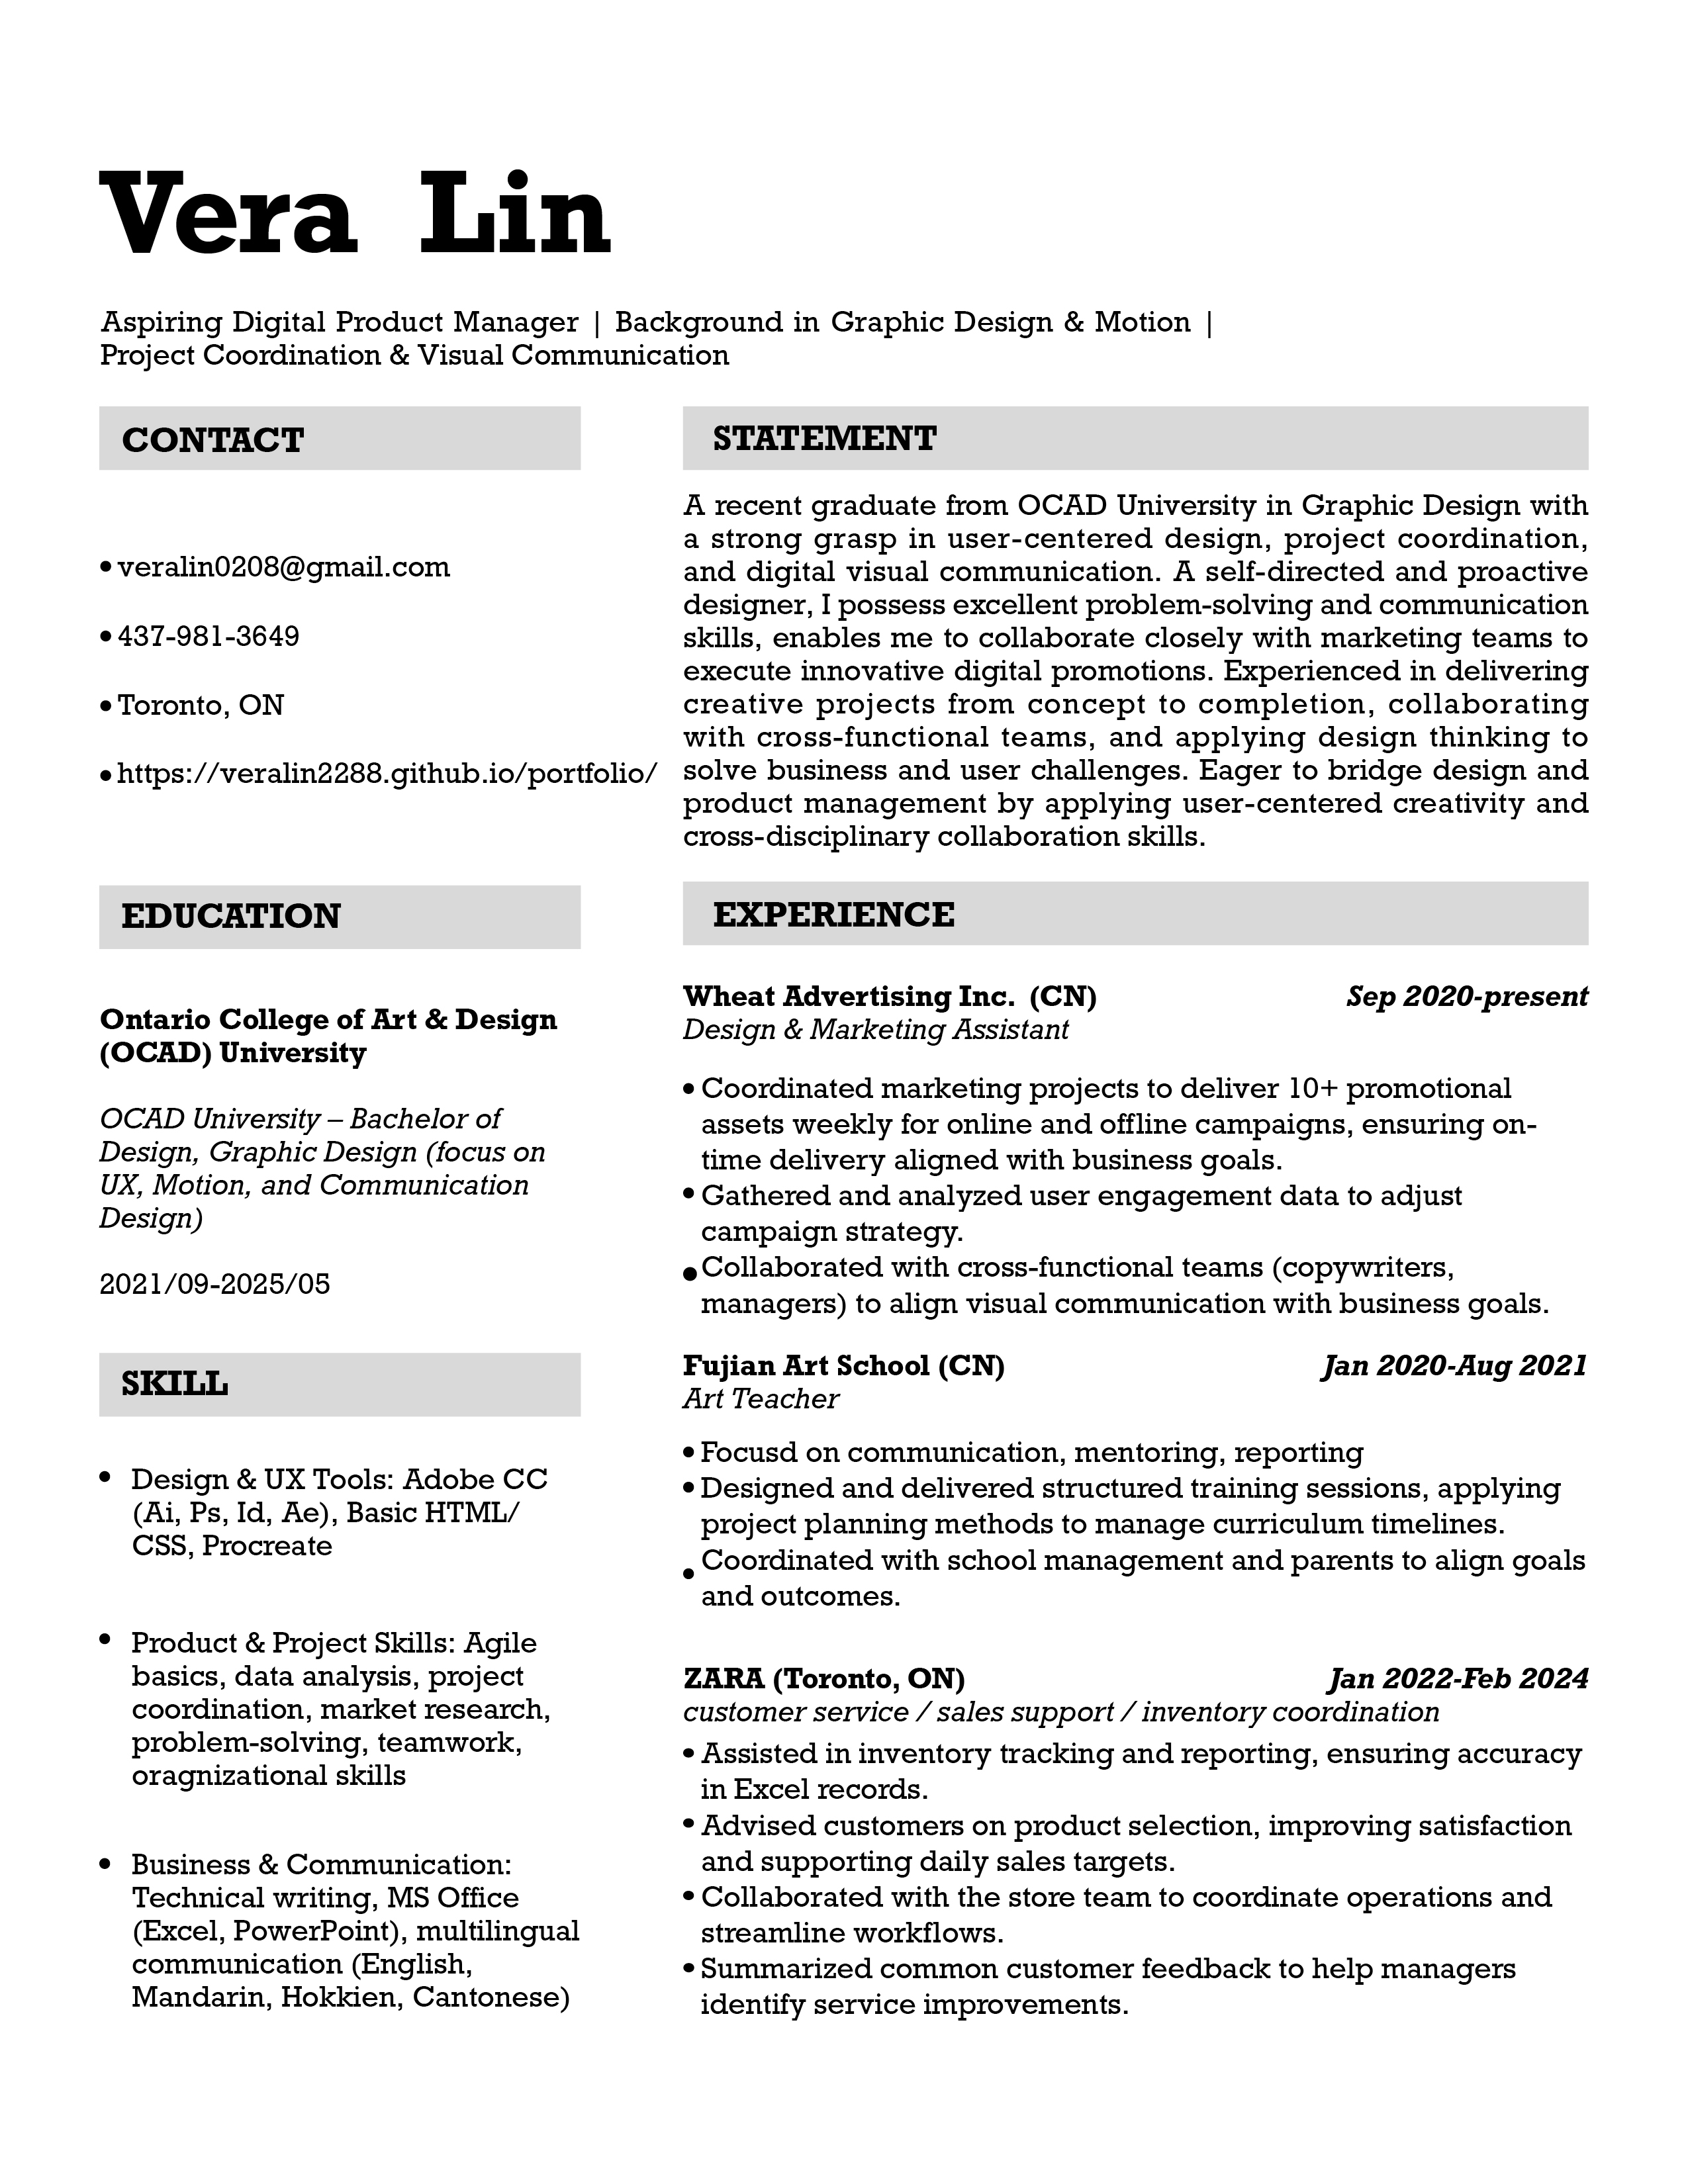 Vera Lin
Aspiring Digital Product Manager | Background in Graphic Design & Motion |
Project Coordination & Visual Communication
CONTACT
• veralin0208@gmail.com
• 437-981-3649
• Toronto, ON
• https://veralin2288.github.io/portfolio/
EDUCATION
Ontario College of Art & Design
(OCAD) University
OCAD University – Bachelor of
Design, Graphic Design (focus on
UX, Motion, and Communication
Design)
2021/09-2025/05
SKILL
• Design & UX Tools: Adobe CC
(Ai, Ps, Id, Ae), Basic HTML/
CSS, Procreate
• Product & Project Skills: Agile
basics, data analysis, project
coordination, market research,
problem-solving, teamwork,
oragnizational skills
• Business & Communication:
Technical writing, MS Office
(Excel, PowerPoint), multilingual
communication (English,
Mandarin, Hokkien, Cantonese)
STATEMENT
A recent graduate from OCAD University in Graphic Design with
a strong grasp in user-centered design, project coordination,
and digital visual communication. A self-directed and proactive
designer, I possess excellent problem-solving and communication
skills, enables me to collaborate closely with marketing teams to
execute innovative digital promotions. Experienced in delivering
creative projects from concept to completion, collaborating
with cross-functional teams, and applying design thinking to
solve business and user challenges. Eager to bridge design and
product management by applying user-centered creativity and
cross-disciplinary collaboration skills.
EXPERIENCE
Wheat Advertising Inc. (CN) Sep 2020-present
Design & Marketing Assistant
• Coordinated marketing projects to deliver 10+ promotional
assets weekly for online and offline campaigns, ensuring on-
time delivery aligned with business goals.
• Gathered and analyzed user engagement data to adjust
campaign strategy.
• Collaborated with cross-functional teams (copywriters,
managers) to align visual communication with business goals.
Fujian Art School (CN) Jan 2020-Aug 2021
Art Teacher
• Focusd on communication, mentoring, reporting
• Designed and delivered structured training sessions, applying
project planning methods to manage curriculum timelines.
• Coordinated with school management and parents to align goals
and outcomes.
ZARA (Toronto, ON) Jan 2022-Feb 2024
customer service / sales support / inventory coordination
• Assisted in inventory tracking and reporting, ensuring accuracy
in Excel records.
• Advised customers on product selection, improving satisfaction
and supporting daily sales targets.
• Collaborated with the store team to coordinate operations and
streamline workflows.
• Summarized common customer feedback to help managers
identify service improvements.